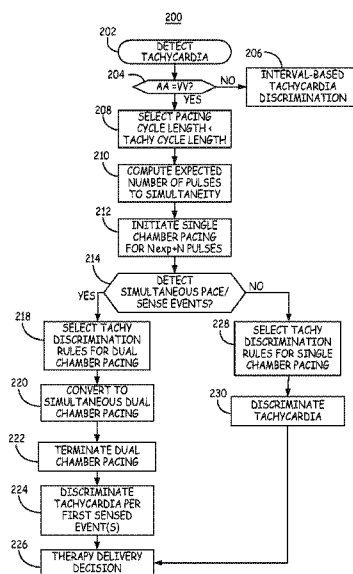 200
202
DETECT
TACHYCARDIA
204
AA =VV?
NO
206
INTERVAL-BASED
TACHYCARDIA
DISCRIMINATION
YES
208
SELECT PACING
CYCLE LENGTH <
TACHY CYCLE LENGTH
210
COMPUTE EXPECTED
NUMBER OF PULSES
TO SIMULTANEITY
212
INITIATE SINGLE
CHAMBER PACING
FOR Nexp+N PULSES
214
DETECT
SIMULTANEOUS PACE/
SENSE EVENTS?
YES
NO
218
SELECT TACHY
DISCRIMINATION
RULES FOR DUAL
CHAMBER PACING
228
SELECT TACHY
DISCRIMINATION
RULES FOR SINGLE
CHAMBER PACING
220
CONVERT TO
SIMULTANEOUS DUAL
CHAMBER PACING
230
DISCRIMINATE
TACHYCARDIA
222
TERMINATE DUAL
CHAMBER PACING
224
DISCRIMINATE
TACHYCARDIA PER
FIRST SENSED
EVENT(S)
226
THERAPY DELIVERY
DECISION